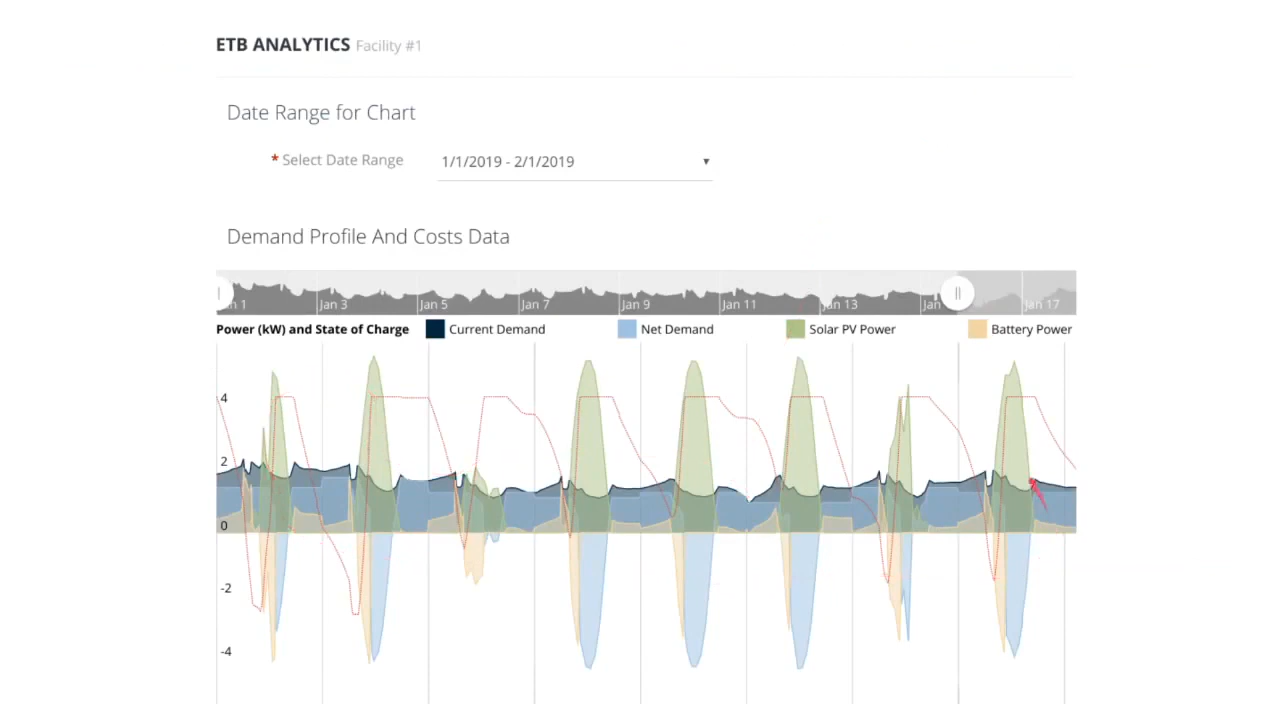 ETB ANALYTICS Facility #1
Date Range for Chart
* Select Date Range 1/1/2019 - 2/1/2019
Demand Profile And Costs Data
n 1 Jan 3 Jan 5 Jan 7 Jan 9 Jan 11 Jan 13 Jan Jan 17
Power (kW) and State of Charge Current Demand Net Demand Solar PV Power Battery Power
4
2
0
-2
-4